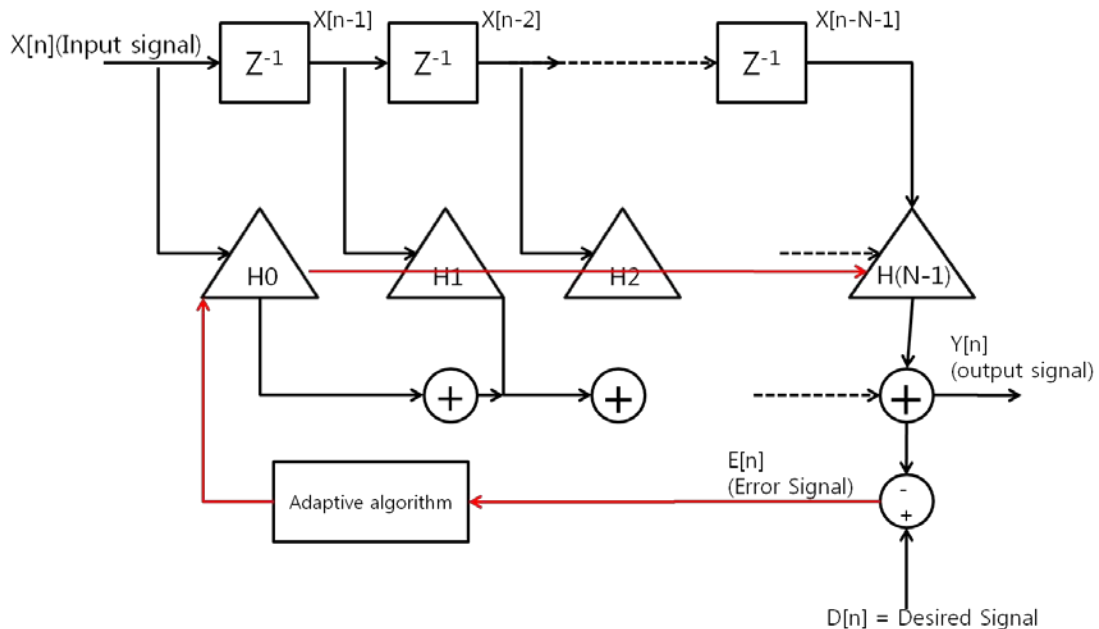 X[n](Input signal)
X[n-1]
X[n-2]
X[n-N-1]
Z-1
Z-1
Z-1
H0
H1
H2
H(N-1)
+
+
+
Y[n]
(output signal)
E[n]
(Error Signal)
Adaptive algorithm
-
+
D[n] = Desired Signal